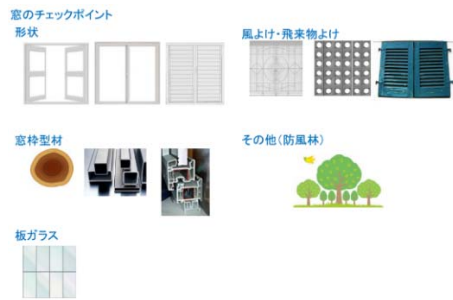 窓のチェックポイント
形状
風よけ・飛来物よけ
窓枠型材
その他(防風林)
板ガラス